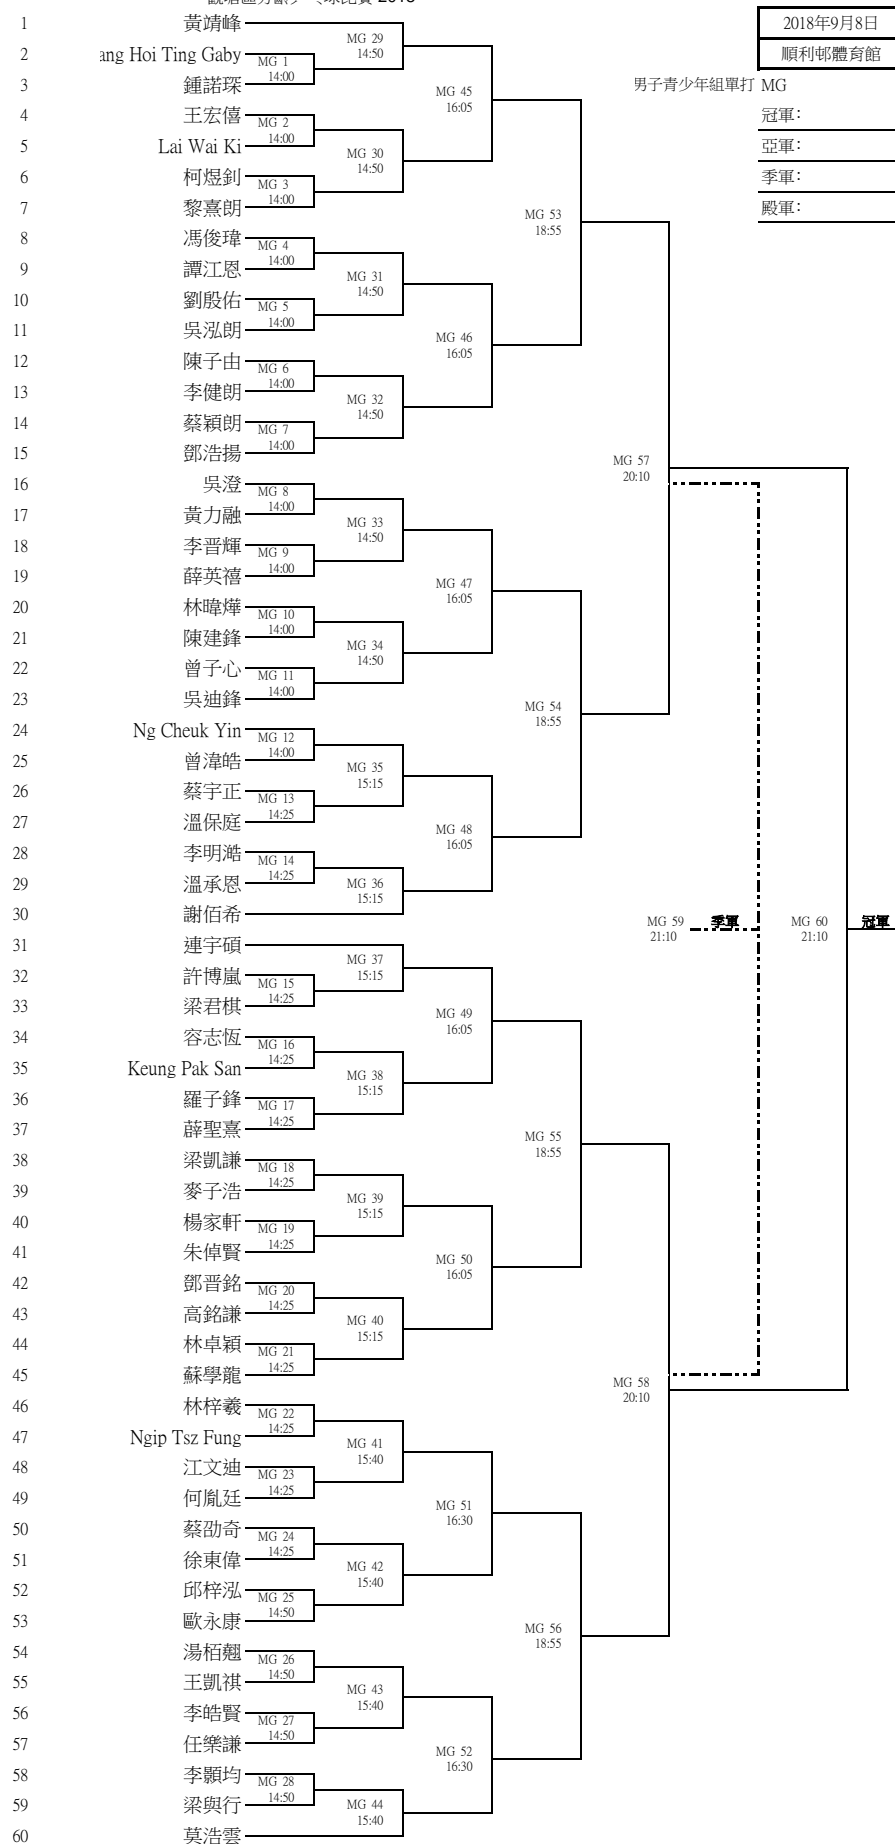 2018
2018年9月8日
順利邨體育館
男子青少年組單打 MG
冠軍:
亞軍:
季軍:
殿軍:
1 黃靖峰
MG 29
14:50
2 ang Hoi Ting Gaby
MG 1
14:00
3 鍾諾琛
MG 45
16:05
4 王宏僖
MG 2
14:00
5 Lai Wai Ki
MG 30
14:50
6 柯煜釗
MG 3
14:00
7 黎熹朗
MG 53
18:55
8 馮俊瑋
MG 4
14:00
9 譚江恩
MG 31
14:50
10 劉殷佑
MG 5
14:00
11 吳泓朗
MG 46
16:05
12 陳子由
MG 6
14:00
13 李健朗
MG 32
14:50
14 蔡穎朗
MG 7
14:00
15 鄧浩揚
MG 57
20:10
16 吳澄
MG 8
14:00
17 黃力融
MG 33
14:50
18 李晋輝
MG 9
14:00
19 薛英禧
MG 47
16:05
20 林暐燁
MG 10
14:00
21 陳建鋒
MG 34
14:50
22 曾子心
MG 11
14:00
23 吳迪鋒
MG 54
18:55
24 Ng Cheuk Yin
MG 12
14:00
25 曾湋皓
MG 35
15:15
26 蔡宇正
MG 13
14:25
27 溫保庭
MG 48
16:05
28 李明澔
MG 14
14:25
29 溫承恩
MG 36
15:15
30 謝佰希
MG 59 季軍
21:10
MG 60 冠軍
21:10
31 連宇碩
MG 37
15:15
32 許博嵐
MG 15
14:25
33 梁君棋
MG 49
16:05
34 容志恆
MG 16
14:25
35 Keung Pak San
MG 38
15:15
36 羅子鋒
MG 17
14:25
37 薜聖熹
MG 55
18:55
38 梁凱謙
MG 18
14:25
39 麥子浩
MG 39
15:15
40 楊家軒
MG 19
14:25
41 朱倬賢
MG 50
16:05
42 鄧晋銘
MG 20
14:25
43 高銘謙
MG 40
15:15
44 林卓穎
MG 21
14:25
45 蘇學龍
MG 58
20:10
46 林梓羲
MG 22
14:25
47 Ngip Tsz Fung
MG 41
15:40
48 江文迪
MG 23
14:25
49 何胤廷
MG 51
16:30
50 蔡劭奇
MG 24
14:25
51 徐東偉
MG 42
15:40
52 邱梓泓
MG 25
14:50
53 歐永康
MG 56
18:55
54 湯栢翹
MG 26
14:50
55 王凱祺
MG 43
15:40
56 李皓賢
MG 27
14:50
57 任樂謙
MG 52
16:30
58 李顥均
MG 28
14:50
59 梁與行
MG 44
15:40
60 莫浩雲